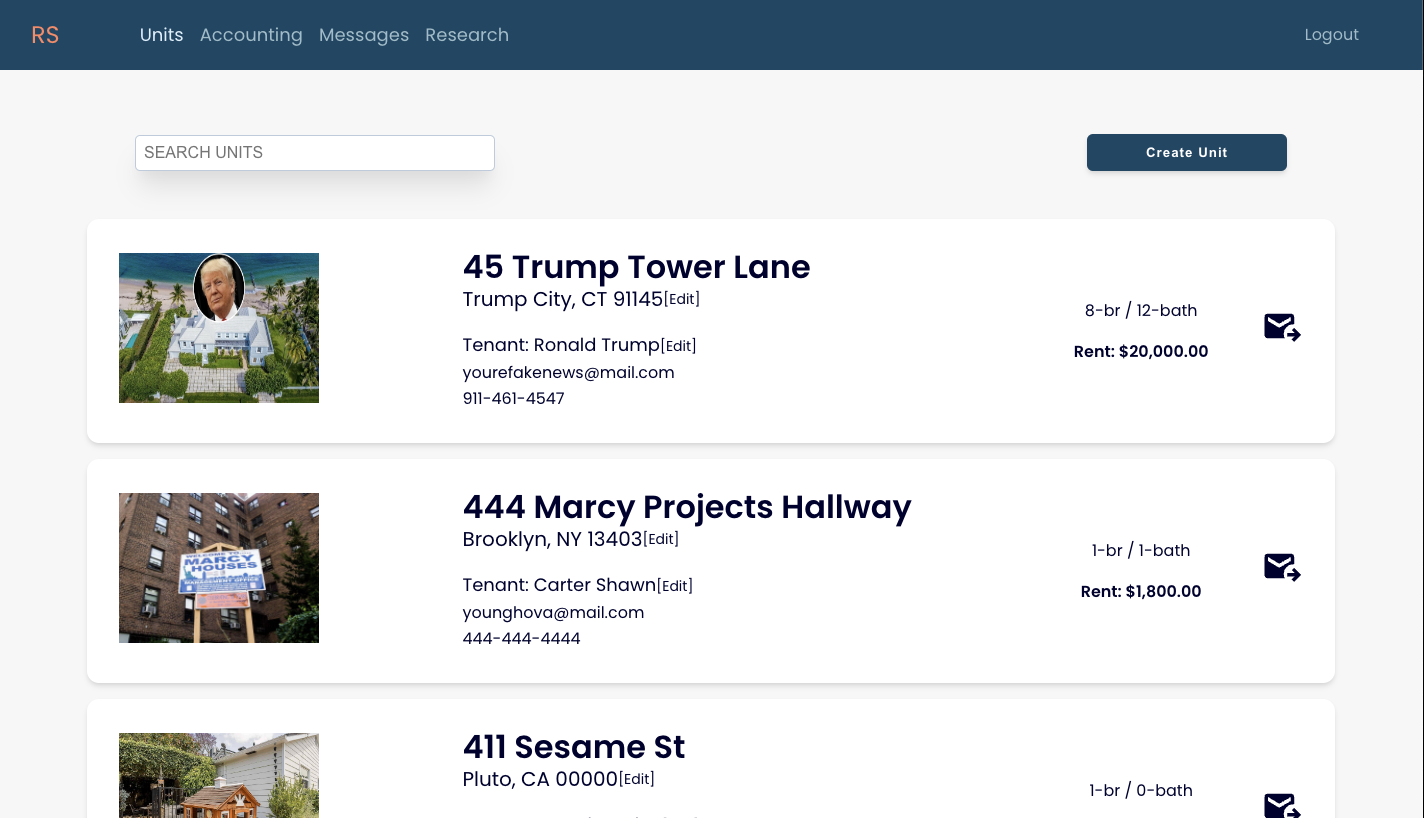 RS Units Accounting Messages Research Logout
SEARCH UNITS Create Unit
45 Trump Tower Lane
Trump City, CT 91145[Edit]
Tenant: Ronald Trump[Edit]
yourefakenews@mail.com
911-461-4547
8-br / 12-bath
Rent: $20,000.00
WELCOME TO...
MARCY
HOUSES
MANAGEMENT OFFICE
444 Marcy Projects Hallway
Brooklyn, NY 13403[Edit]
Tenant: Carter Shawn[Edit]
younghova@mail.com
444-444-4444
1-br / 1-bath
Rent: $1,800.00
411 Sesame St
Pluto, CA 00000[Edit]
1-br / 0-bath